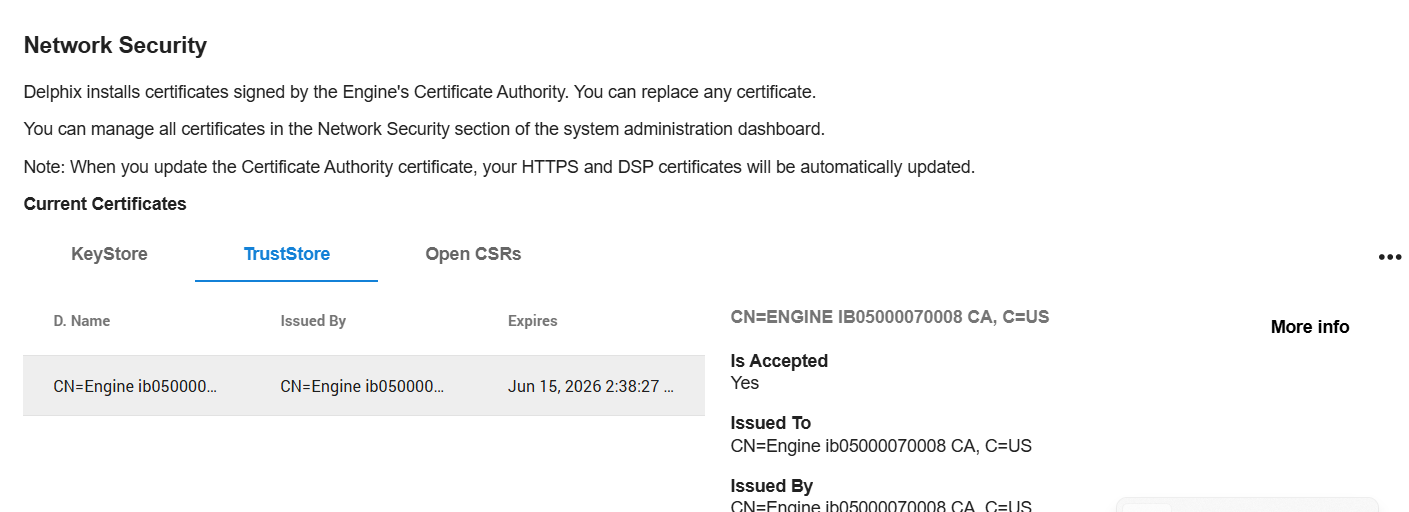 Network Security
Delphix installs certificates signed by the Engine's Certificate Authority. You can replace any certificate.
You can manage all certificates in the Network Security section of the system administration dashboard.
Note: When you update the Certificate Authority certificate, your HTTPS and DSP certificates will be automatically updated.
Current Certificates
KeyStore TrustStore Open CSRs
D. Name Issued By Expires
CN=Engine ib050000... CN=Engine ib050000... Jun 15, 2026 2:38:27 ...
CN=ENGINE IB05000070008 CA, C=US
More info
Is Accepted
Yes
Issued To
CN=Engine ib05000070008 CA, C=US
Issued By
CN=Engine ib05000070008 CA, C=US